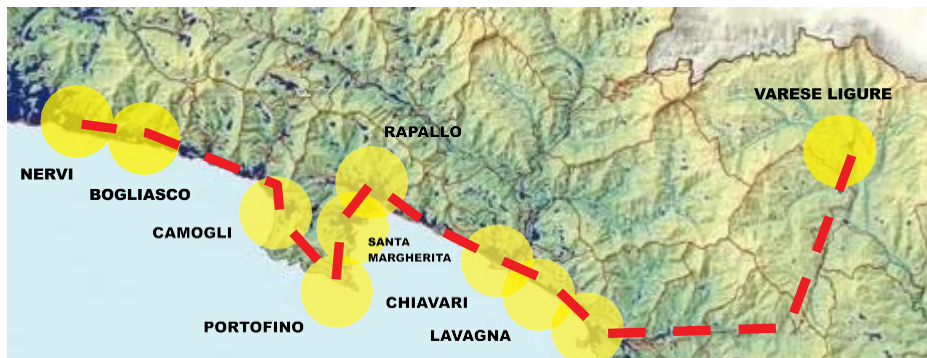 VARESE LIGURE
RAPALLO
NERVI
BOGLIASCO
CAMOGLI
SANTA
MARGHERITA
CHIAVARI
PORTOFINO
LAVAGNA